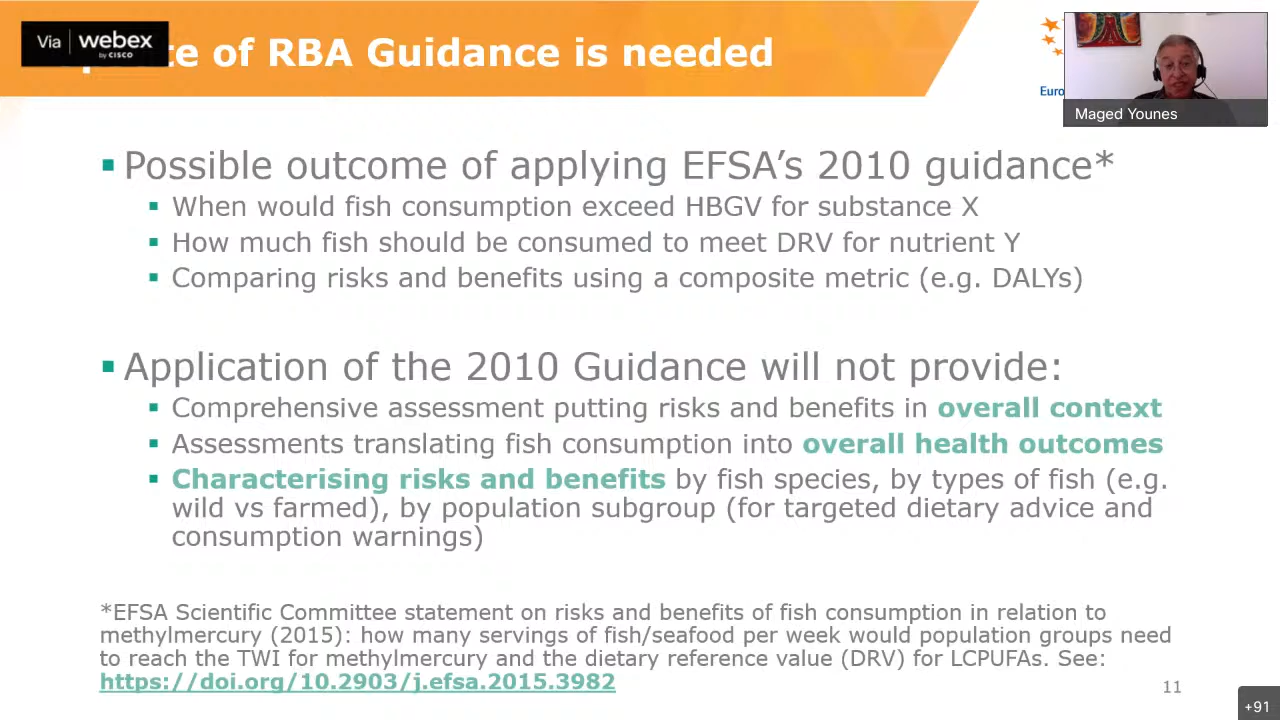 Via webex
by CISCO
te of RBA Guidance is needed
Euro
Maged Younes
Possible outcome of applying EFSA’s 2010 guidance*
When would fish consumption exceed HBGV for substance X
How much fish should be consumed to meet DRV for nutrient Y
Comparing risks and benefits using a composite metric (e.g. DALYs)
Application of the 2010 Guidance will not provide:
Comprehensive assessment putting risks and benefits in overall context
Assessments translating fish consumption into overall health outcomes
Characterising risks and benefits by fish species, by types of fish (e.g.
wild vs farmed), by population subgroup (for targeted dietary advice and
consumption warnings)
*EFSA Scientific Committee statement on risks and benefits of fish consumption in relation to
methylmercury (2015): how many servings of fish/seafood per week would population groups need
to reach the TWI for methylmercury and the dietary reference value (DRV) for LCPUFAs. See:
https://doi.org/10.2903/j.efsa.2015.3982
11
+91